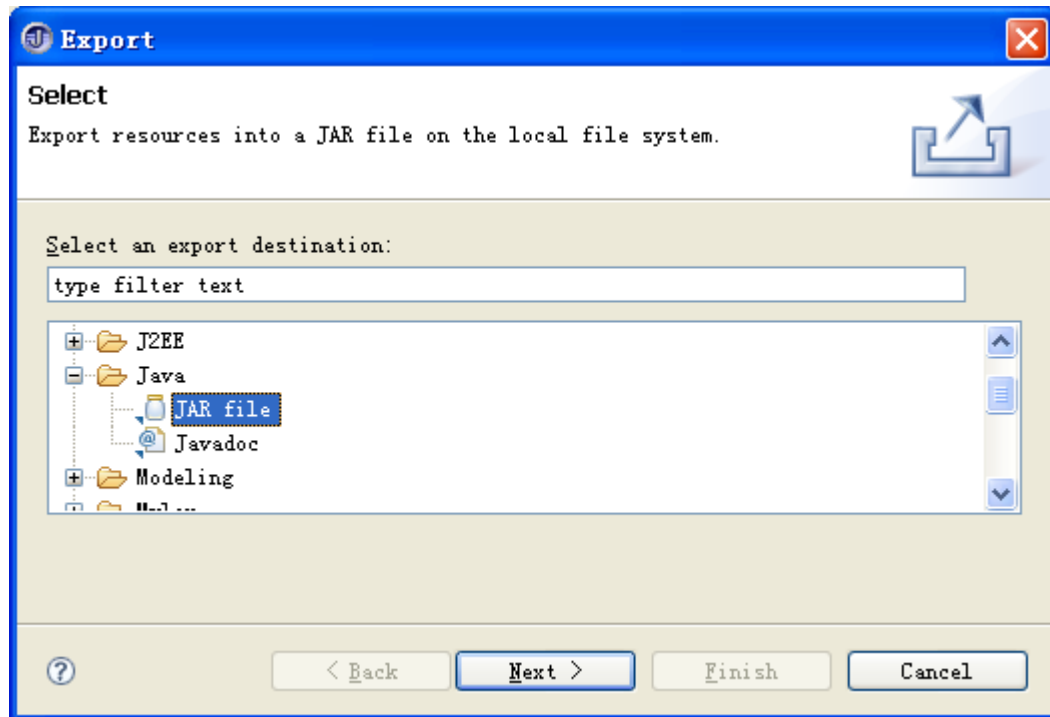 Export
Select
Export resources into a JAR file on the local file system.
Select an export destination:
type filter text
J2EE
Java
JAR file
Javadoc
Modeling
< Back
Next >
Finish
Cancel